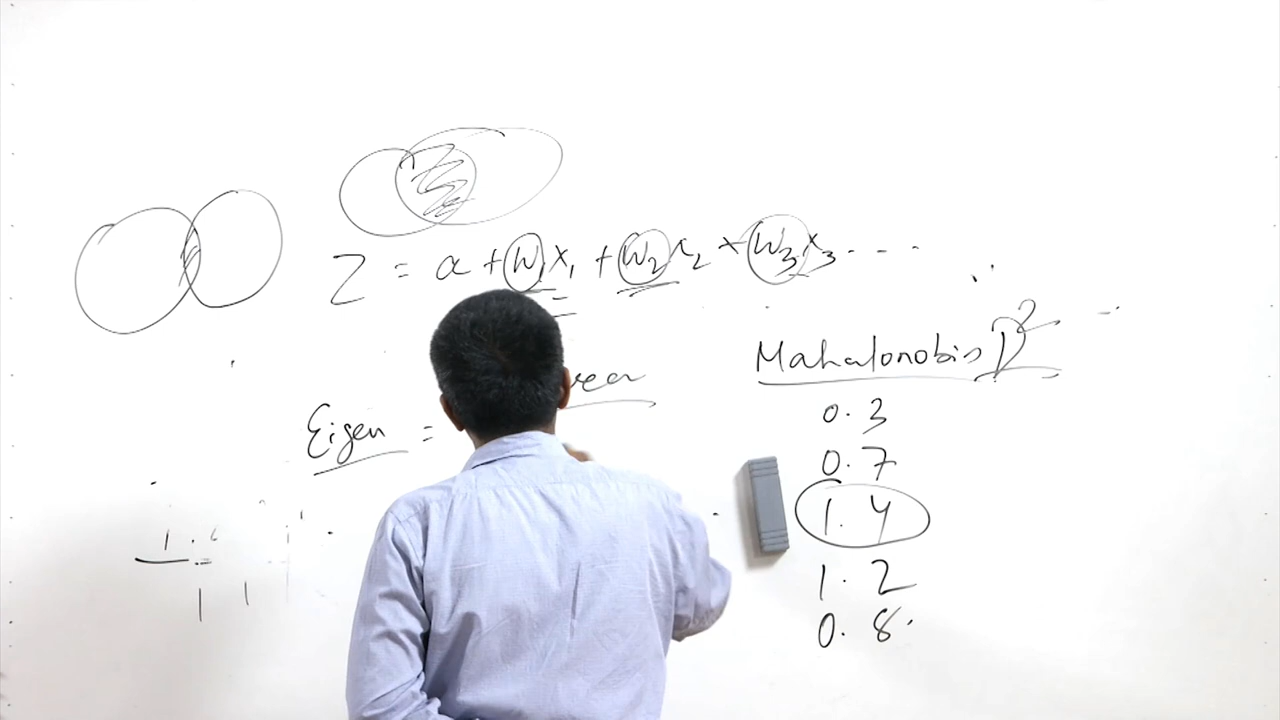 Z = a + W₁x₁ + W₂x₂ + W₃x₃ . . . .
Mahalonobis D²
Eigen =
0.3
0.7
1.4
1.2
0.8.